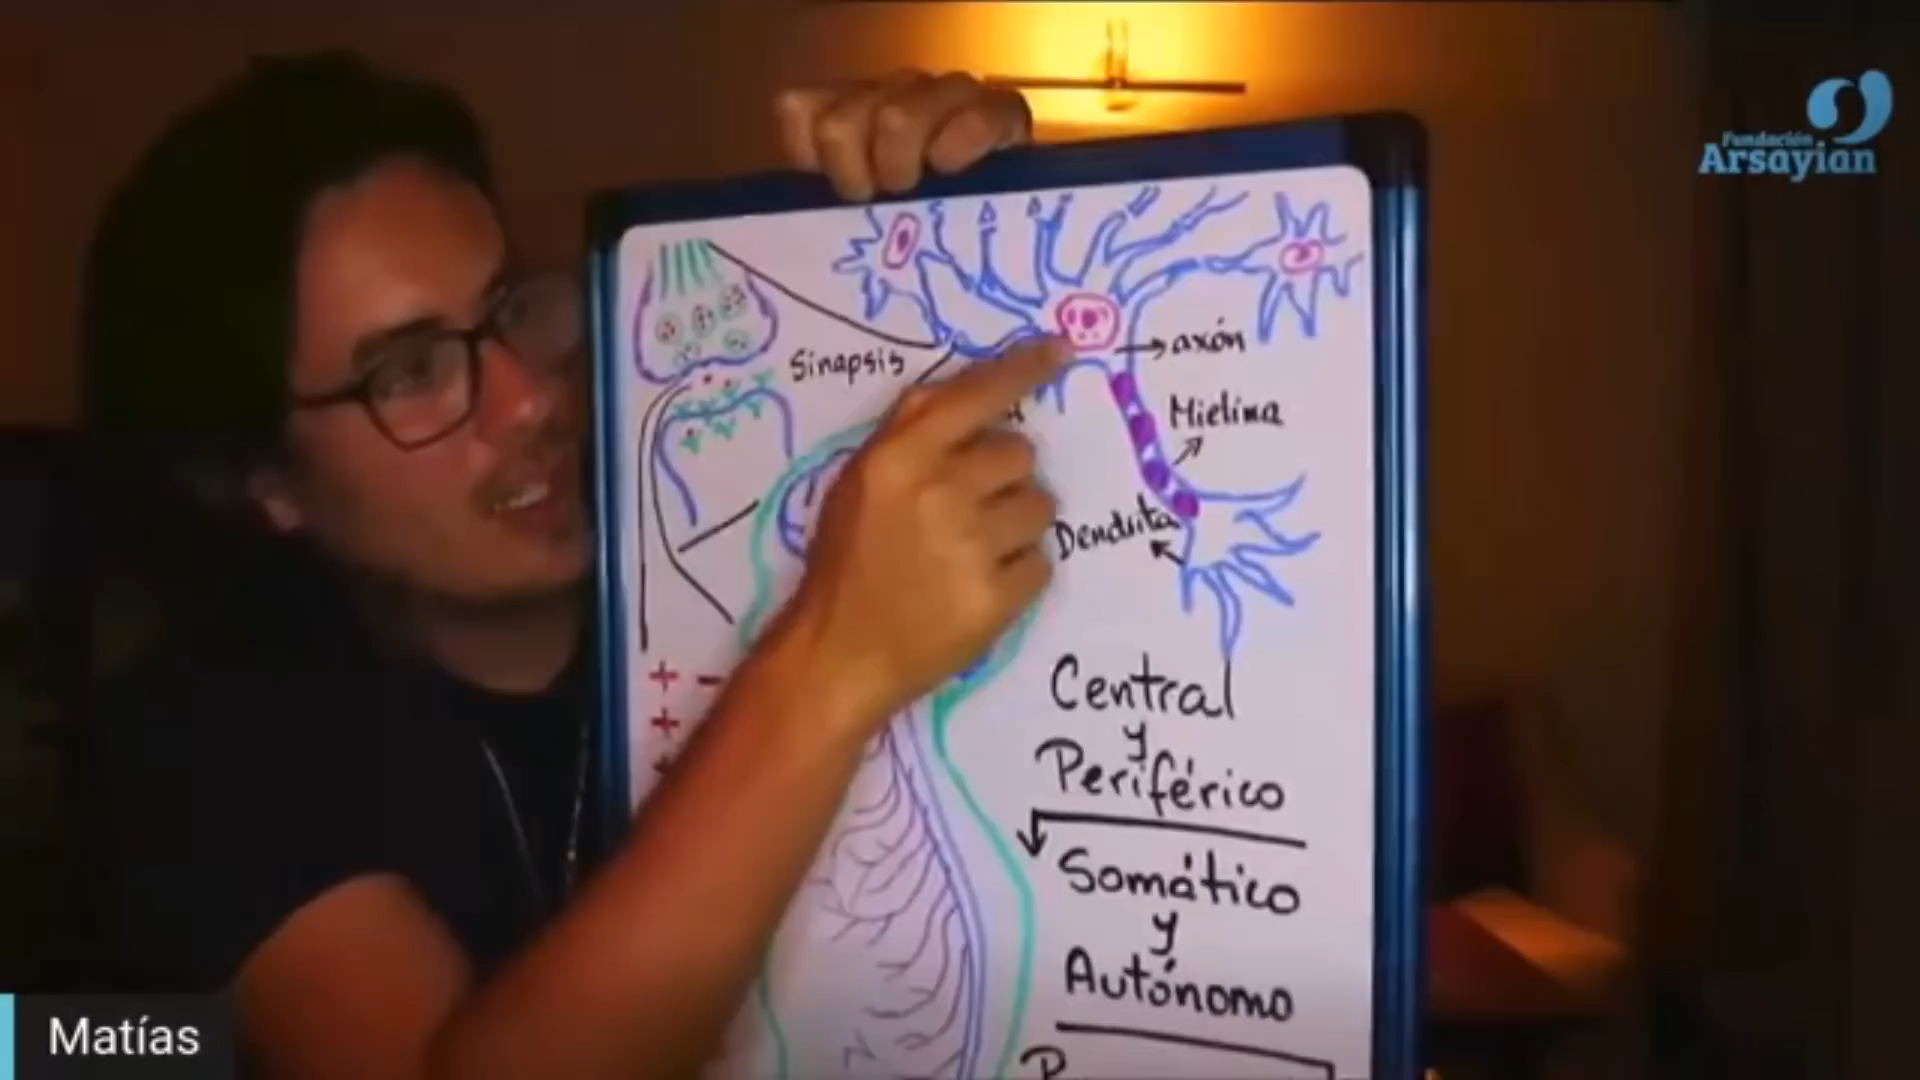 Fundación
Arsayian
Sinapsis
axón
Mielina
Dendrita
+ -
+
Central
y
Periférico
Somático
y
Autónomo
Matías